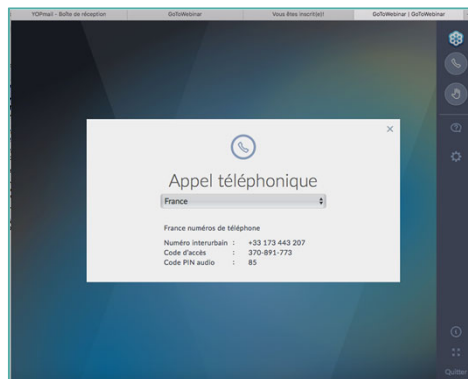 YOPmail - Boîte de réception
GoToWebinar
Vous êtes inscrit(e)!
GoToWebinar | GoToWebinar
Appel téléphonique
France
France numéros de téléphone
Numéro interurbain : +33 173 443 207
Code d'accès : 370-891-773
Code PIN audio : 85
Quitter